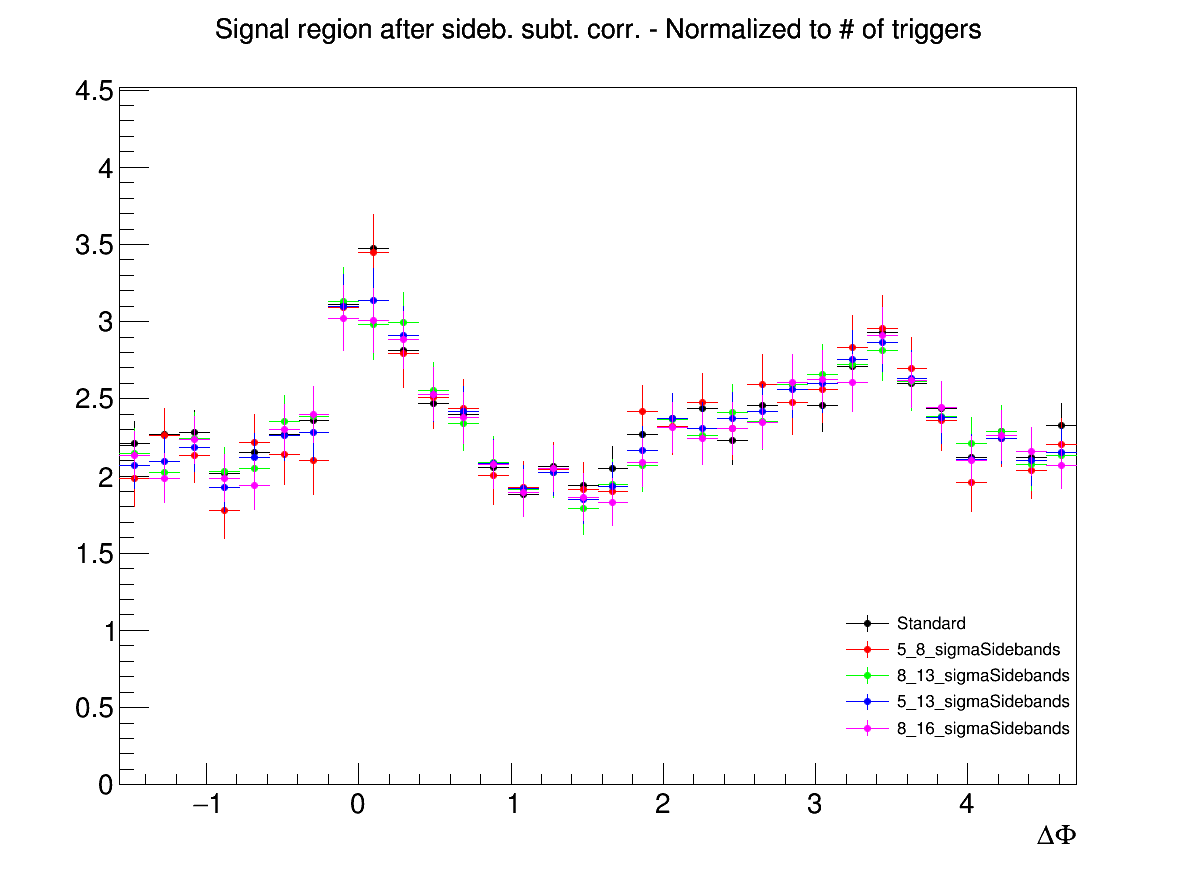 Signal region after sideb. subt. corr. - Normalized to # of triggers
4.5
4
3.5
3
2.5
2
1.5
1
0.5
0
−1 0 1 2 3 4
ΔΦ
Standard
5_8_sigmaSidebands
8_13_sigmaSidebands
5_13_sigmaSidebands
8_16_sigmaSidebands